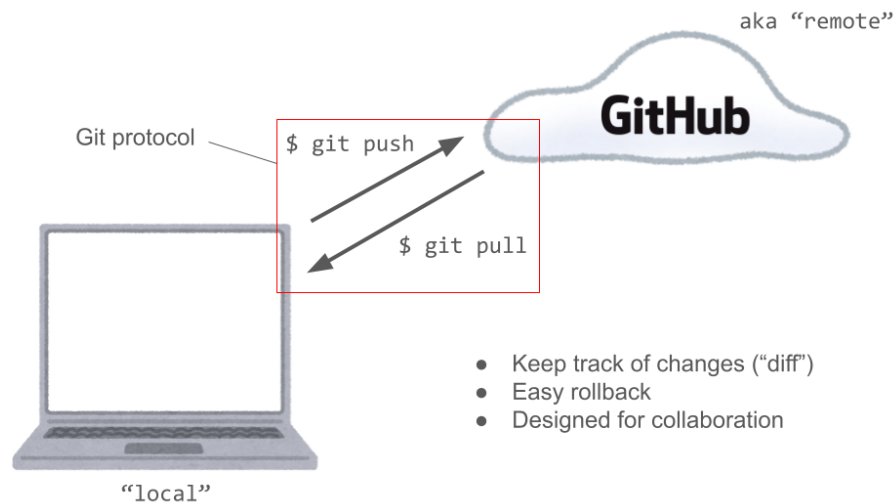 aka “remote”
GitHub
Git protocol
$ git push
$ git pull
● Keep track of changes (“diff”)
● Easy rollback
● Designed for collaboration
“local”